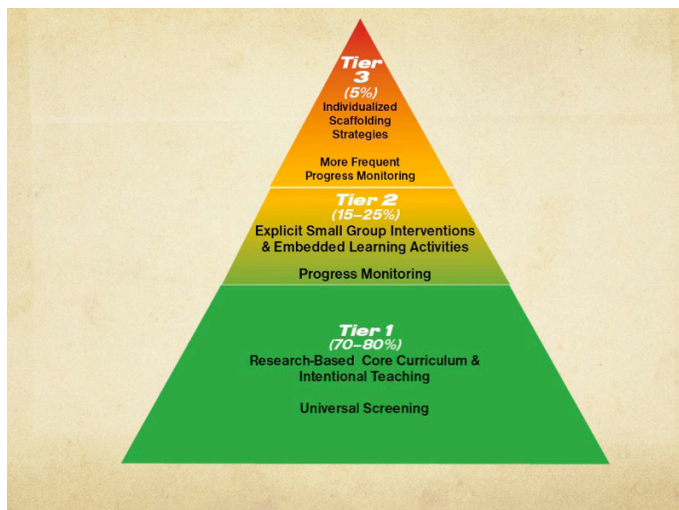 Tier
3
(5%)
Individualized
Scaffolding
Strategies
More Frequent
Progress Monitoring
Tier 2
(15–25%)
Explicit Small Group Interventions
& Embedded Learning Activities
Progress Monitoring
Tier 1
(70–80%)
Research-Based Core Curriculum &
Intentional Teaching
Universal Screening